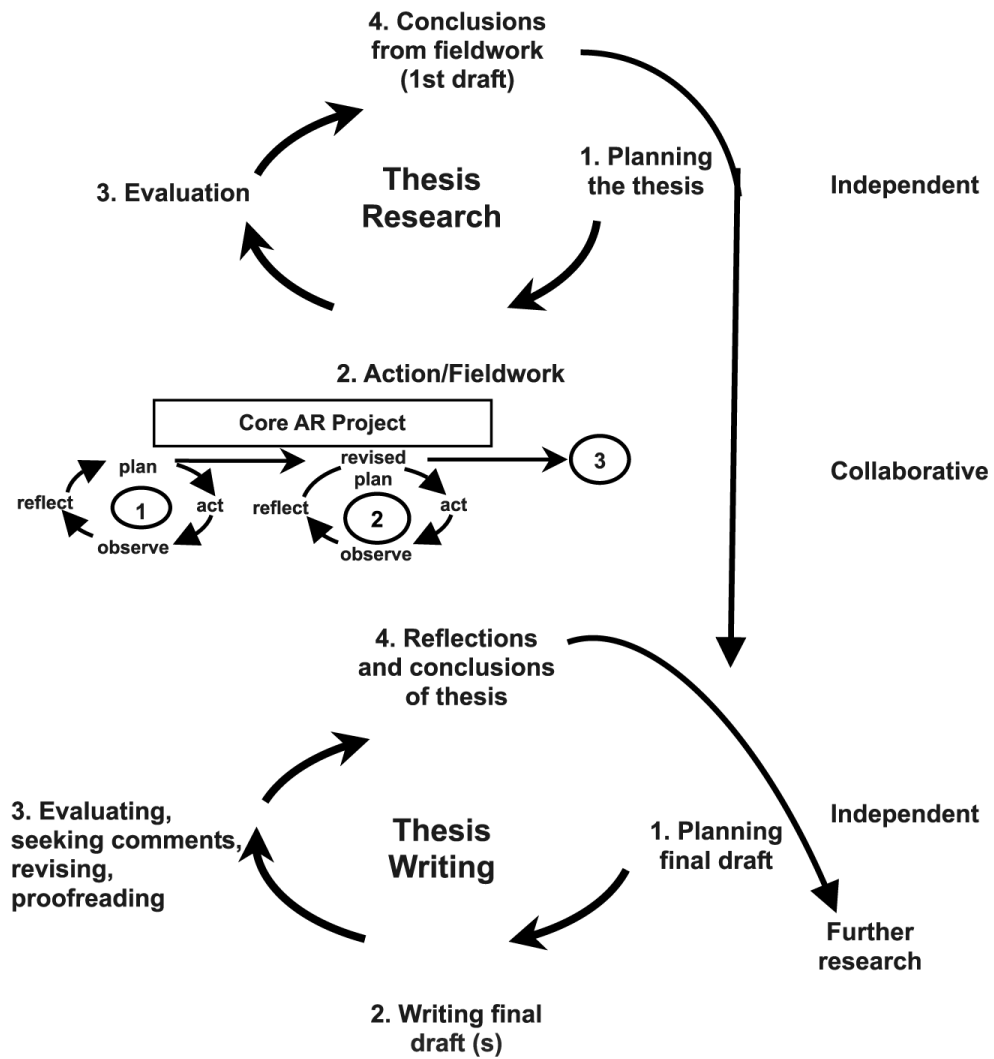 4. Conclusions
from fieldwork
(1st draft)
1. Planning
the thesis
Independent
3. Evaluation
Thesis
Research
2. Action/Fieldwork
Core AR Project
Collaborative
plan
reflect
1
act
observe
revised
plan
reflect
2
act
observe
3
4. Reflections
and conclusions
of thesis
Independent
3. Evaluating,
seeking comments,
revising,
proofreading
Thesis
Writing
1. Planning
final draft
Further
research
2. Writing final
draft (s)